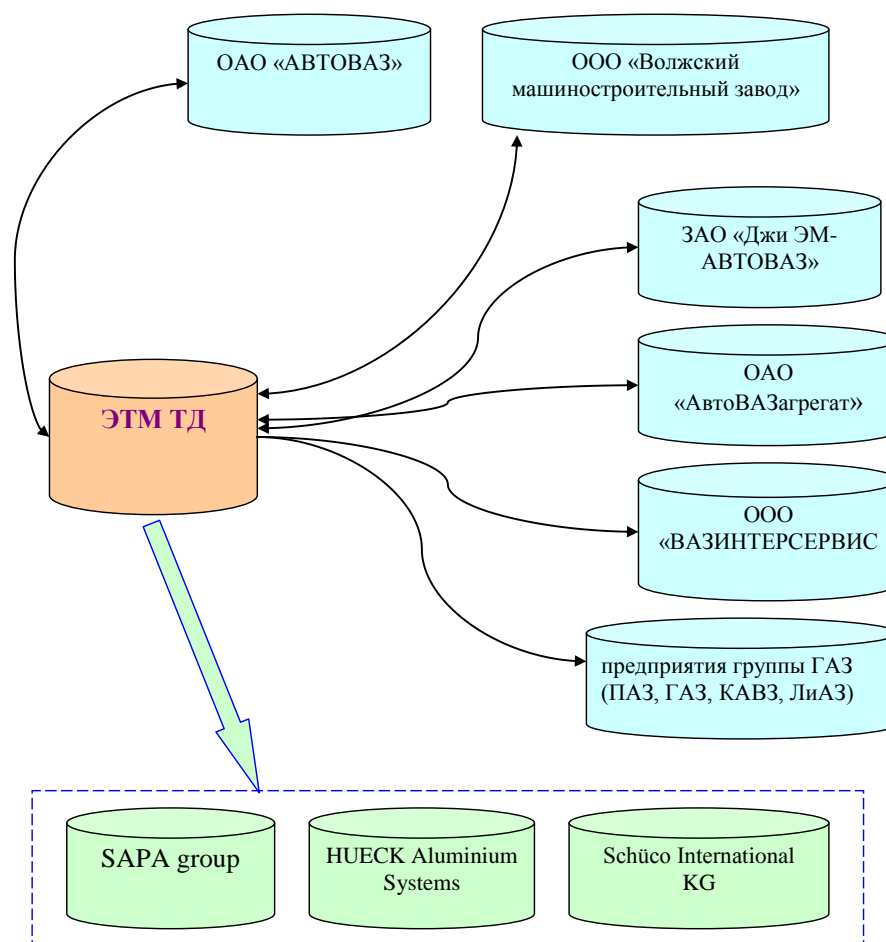 ОАО «АВТОВАЗ»
ООО «Волжский
машиностроительный завод»
ЗАО «Джи ЭМ-
АВТОВАЗ»
ЭТМ ТД
ОАО
«АвтоВАЗагрегат»
ООО
«ВАЗИНТЕРСЕРВИС
предприятия группы ГАЗ
(ПАЗ, ГАЗ, КАВЗ, ЛиАЗ)
SAPA group
HUECK Aluminium
Systems
Schüco International
KG